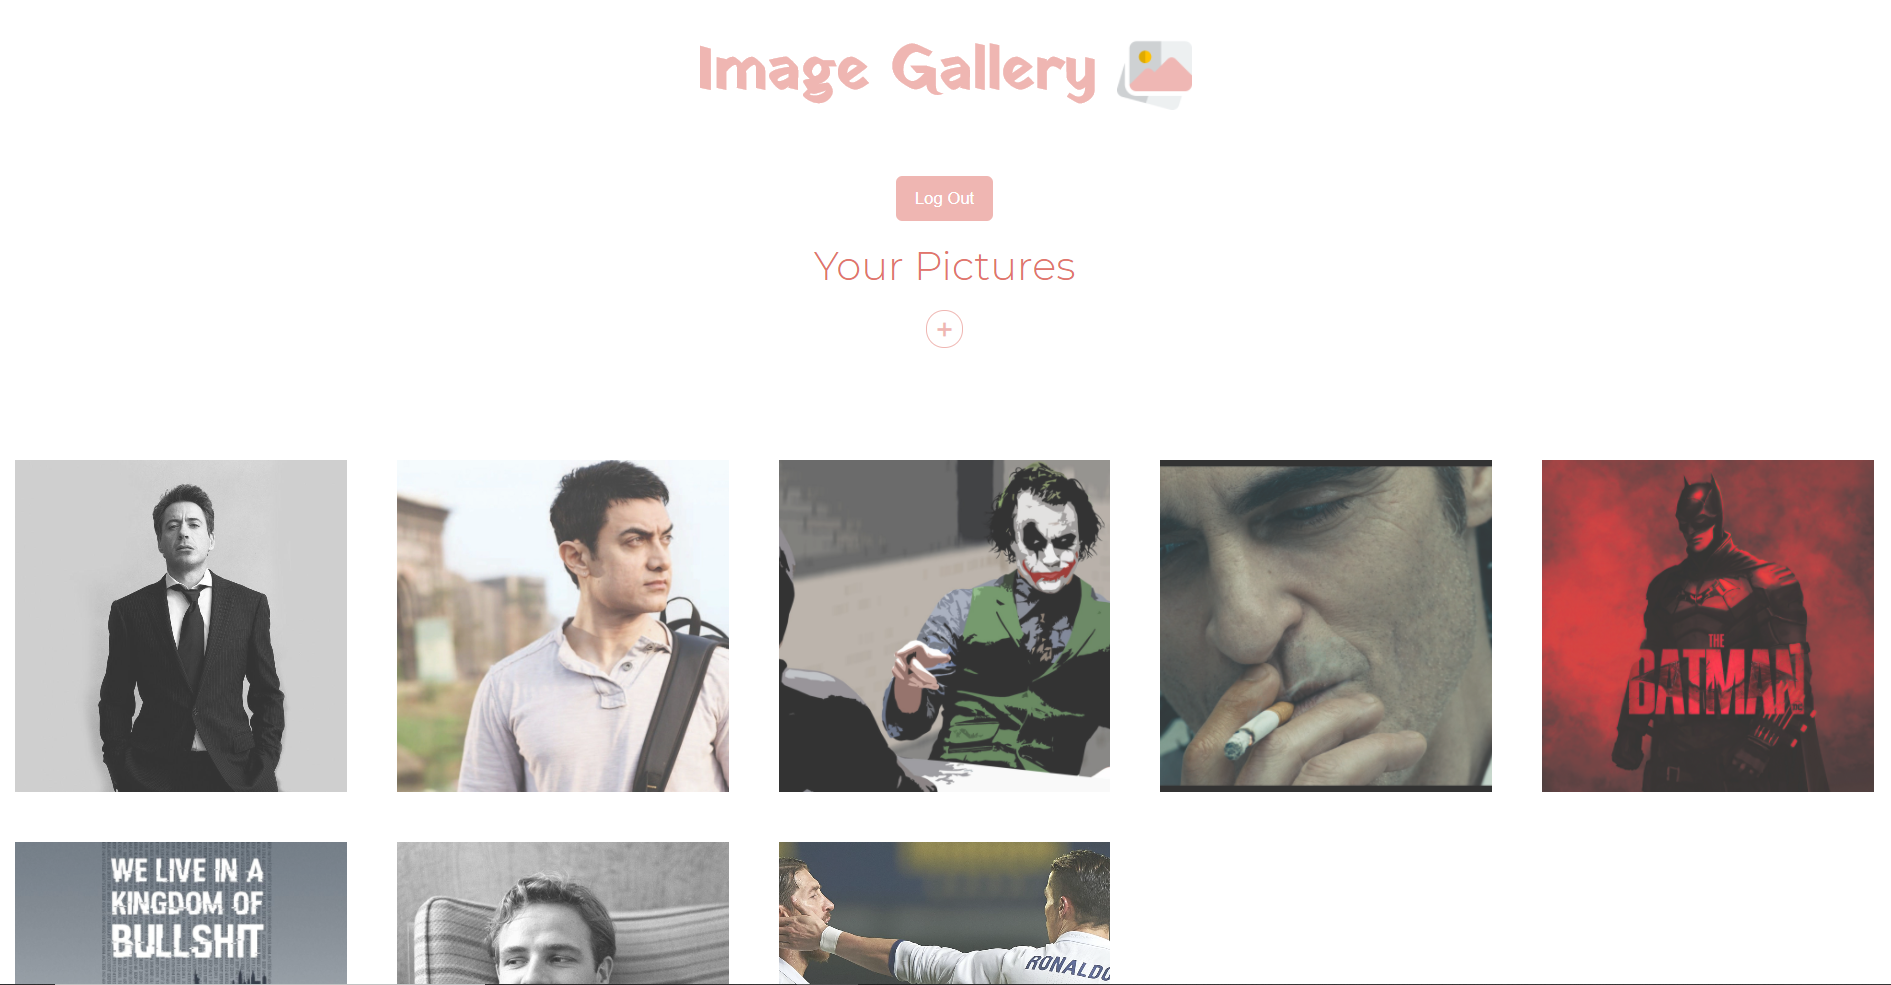 Image Gallery
Log Out
Your Pictures
+
THE
BATMAN
WE LIVE IN A
KINGDOM OF
BULLSHIT
RONALDO